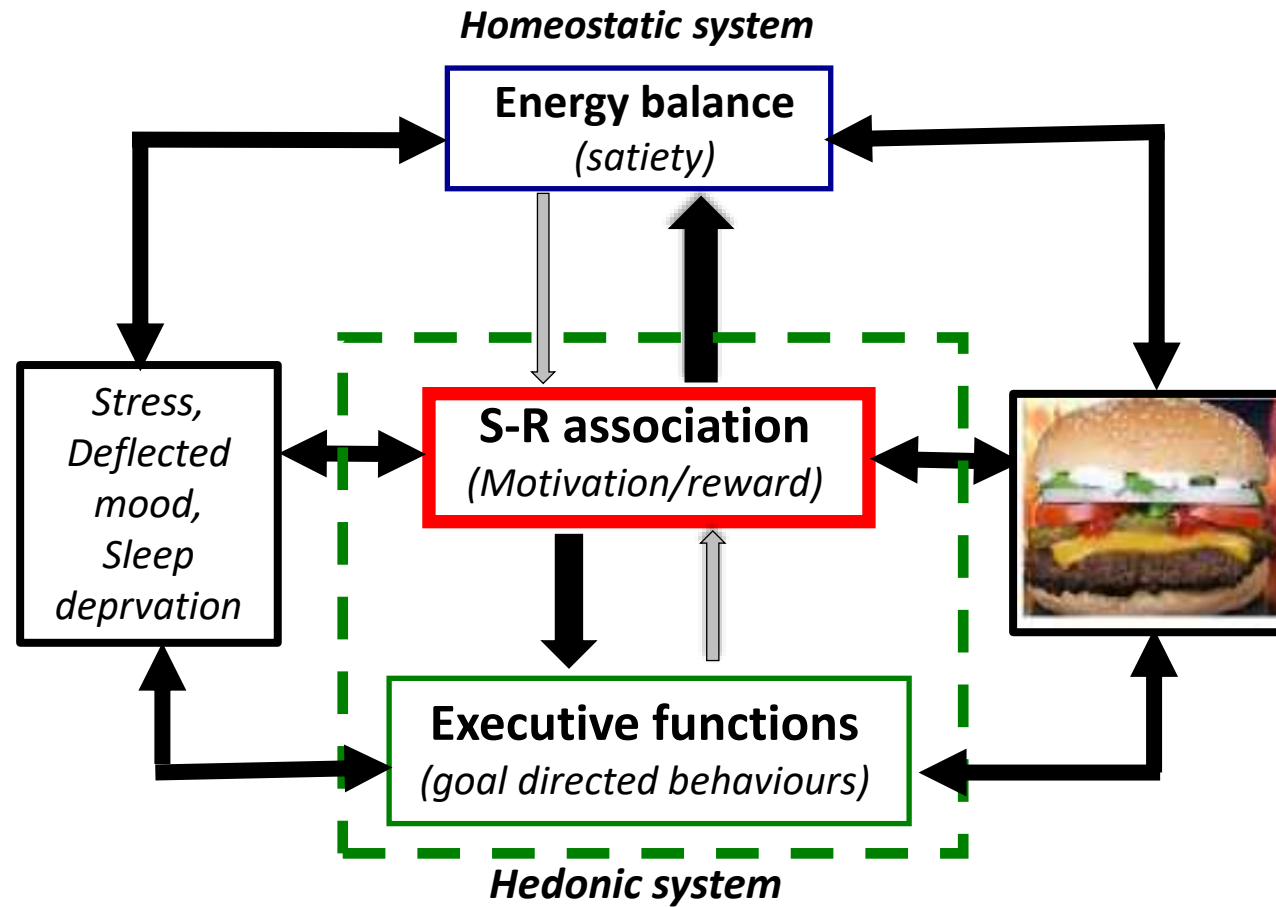 Homeostatic system
Energy balance
(satiety)
Stress,
Deflected
mood,
Sleep
deprvation
S-R association
(Motivation/reward)
Executive functions
(goal directed behaviours)
Hedonic system